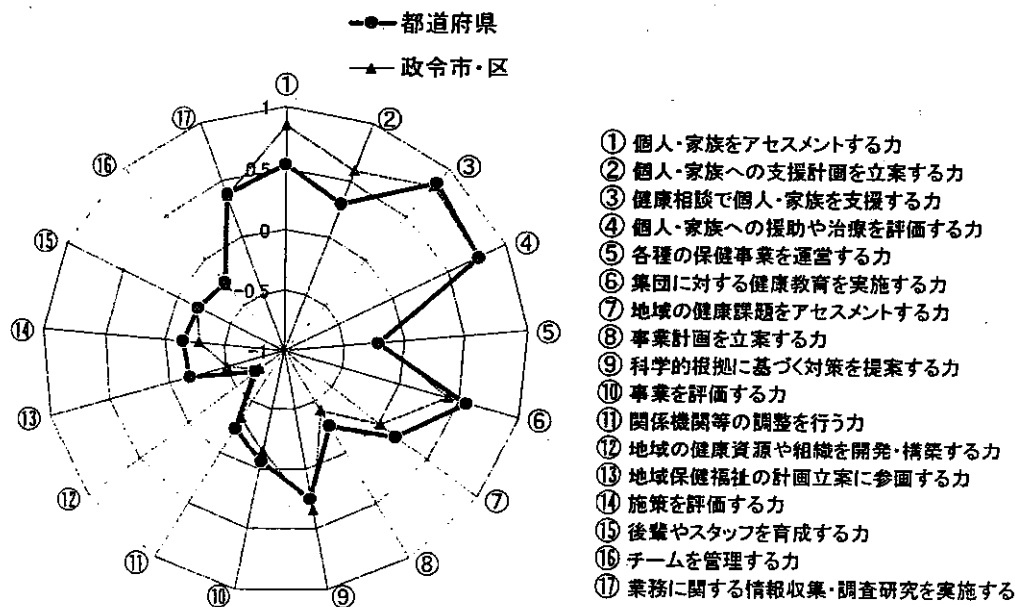 都道府県
政令市・区
①
②
③
④
⑤
⑥
⑦
⑧
⑨
⑩
⑪
⑫
⑬
⑭
⑮
⑯
⑰
1
0.5
0
-0.5
-1
① 個人・家族をアセスメントする力
② 個人・家族への支援計画を立案する力
③ 健康相談で個人・家族を支援する力
④ 個人・家族への援助や治療を評価する力
⑤ 各種の保健事業を運営する力
⑥ 集団に対する健康教育を実施する力
⑦ 地域の健康課題をアセスメントする力
⑧ 事業計画を立案する力
⑨ 科学的根拠に基づく対策を提案する力
⑩ 事業を評価する力
⑪ 関係機関等の調整を行う力
⑫ 地域の健康資源や組織を開発・構築する力
⑬ 地域保健福祉の計画立案に参画する力
⑭ 施策を評価する力
⑮ 後輩やスタッフを育成する力
⑯ チームを管理する力
⑰ 業務に関する情報収集・調査研究を実施する